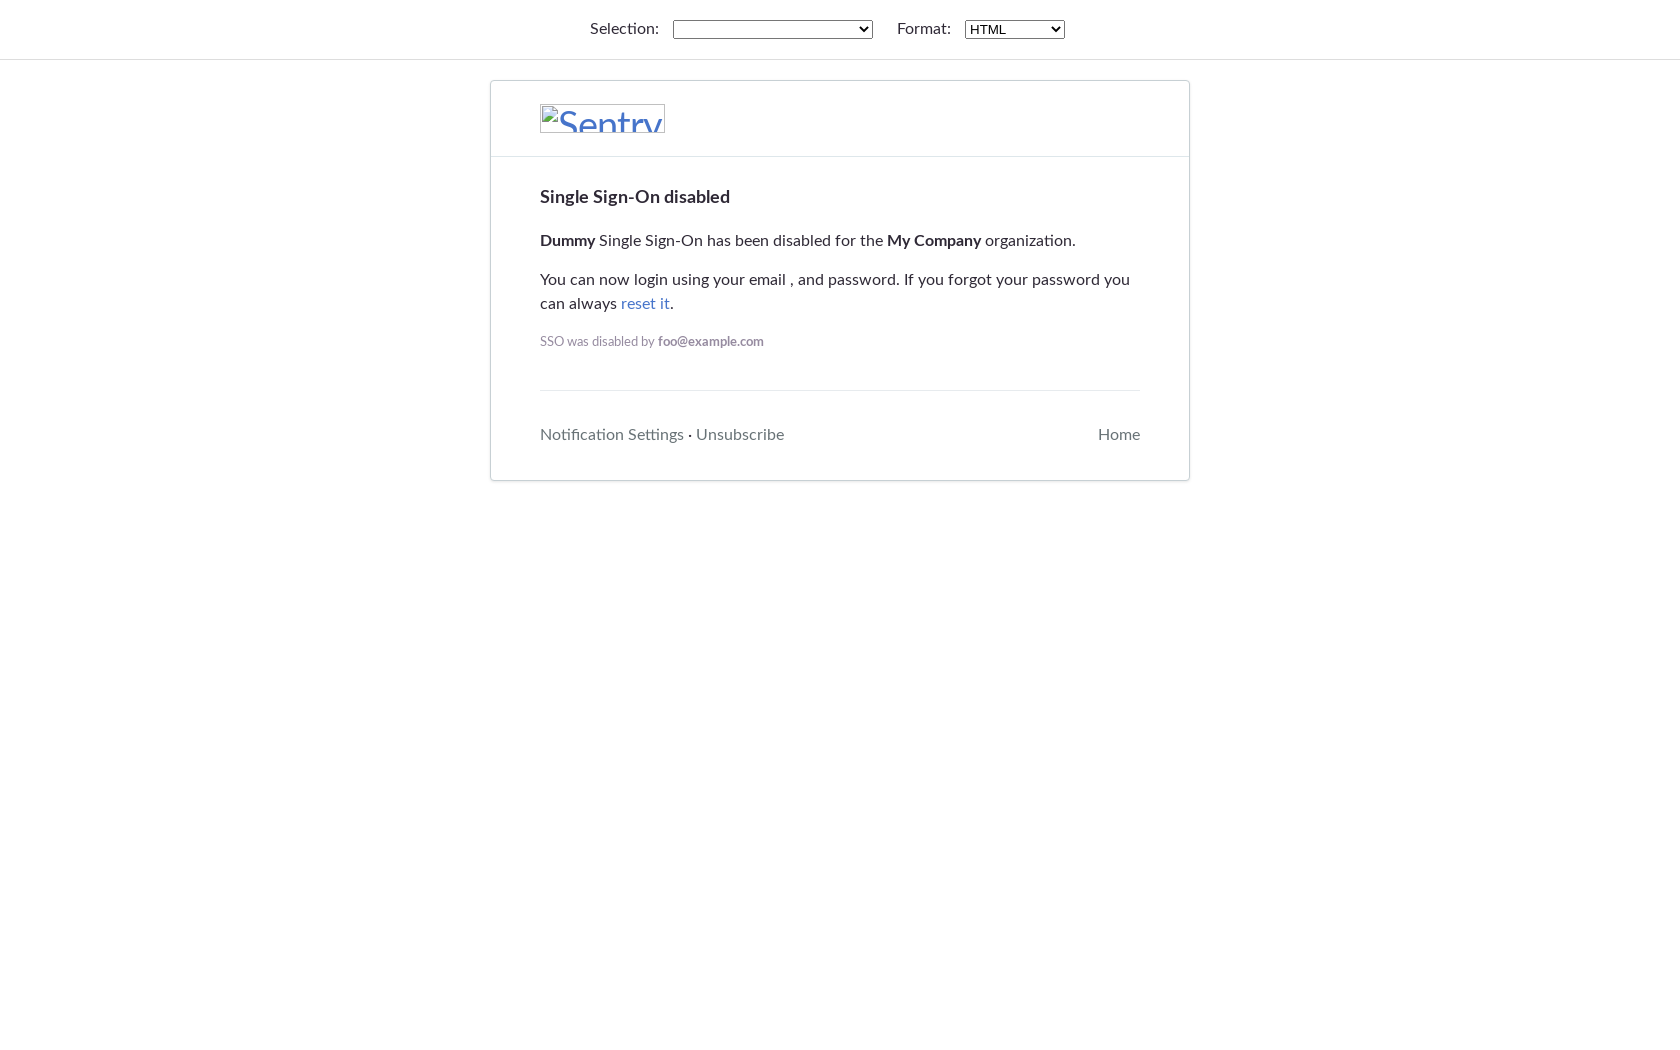 Selection: Format: HTML
Sentry
Single Sign-On disabled
Dummy Single Sign-On has been disabled for the My Company organization.
You can now login using your email , and password. If you forgot your password you
can always reset it.
SSO was disabled by foo@example.com
Notification Settings · Unsubscribe Home